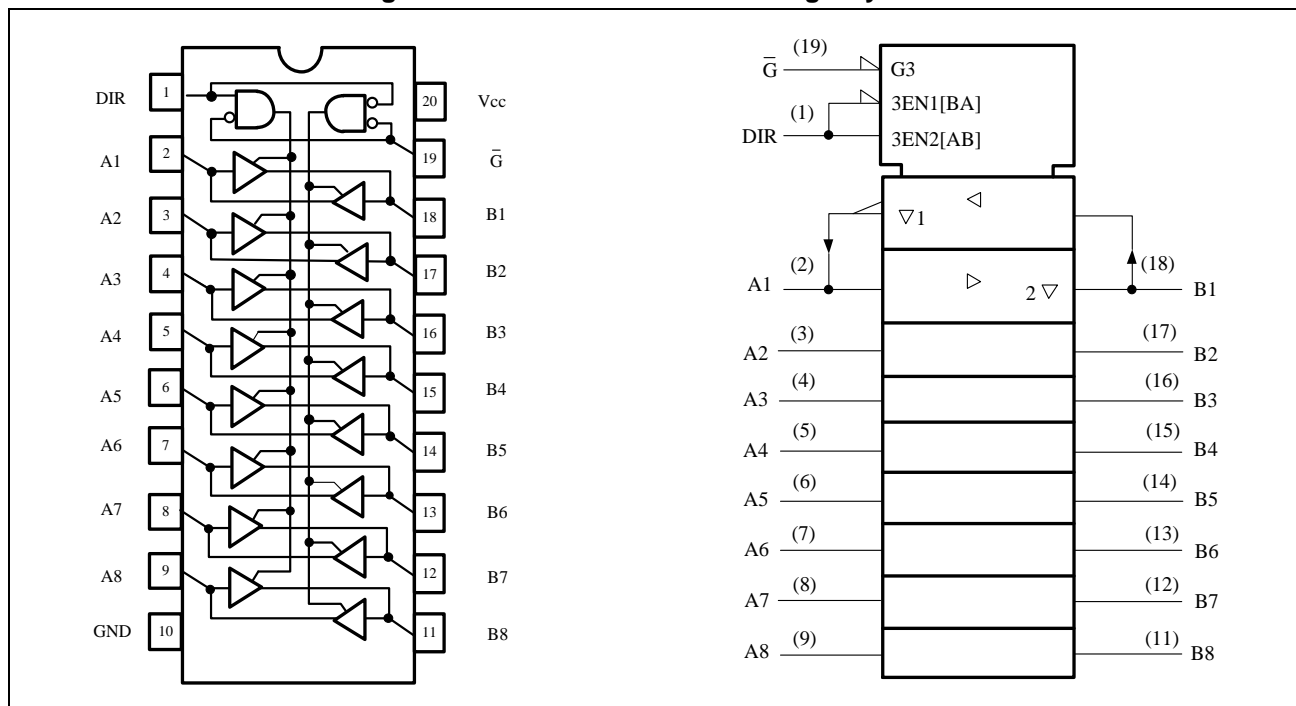 DIR 1 20 Vcc
A1 2 19 G̅
A2 3 18 B1
A3 4 17 B2
A4 5 16 B3
A5 6 15 B4
A6 7 14 B5
A7 8 13 B6
A8 9 12 B7
GND 10 11 B8
G̅ (19) G3
3EN1[BA]
DIR (1) 3EN2[AB]
▽1 ◁
A1 (2) ▷ 2▽ (18) B1
A2 (3) (17) B2
A3 (4) (16) B3
A4 (5) (15) B4
A5 (6) (14) B5
A6 (7) (13) B6
A7 (8) (12) B7
A8 (9) (11) B8